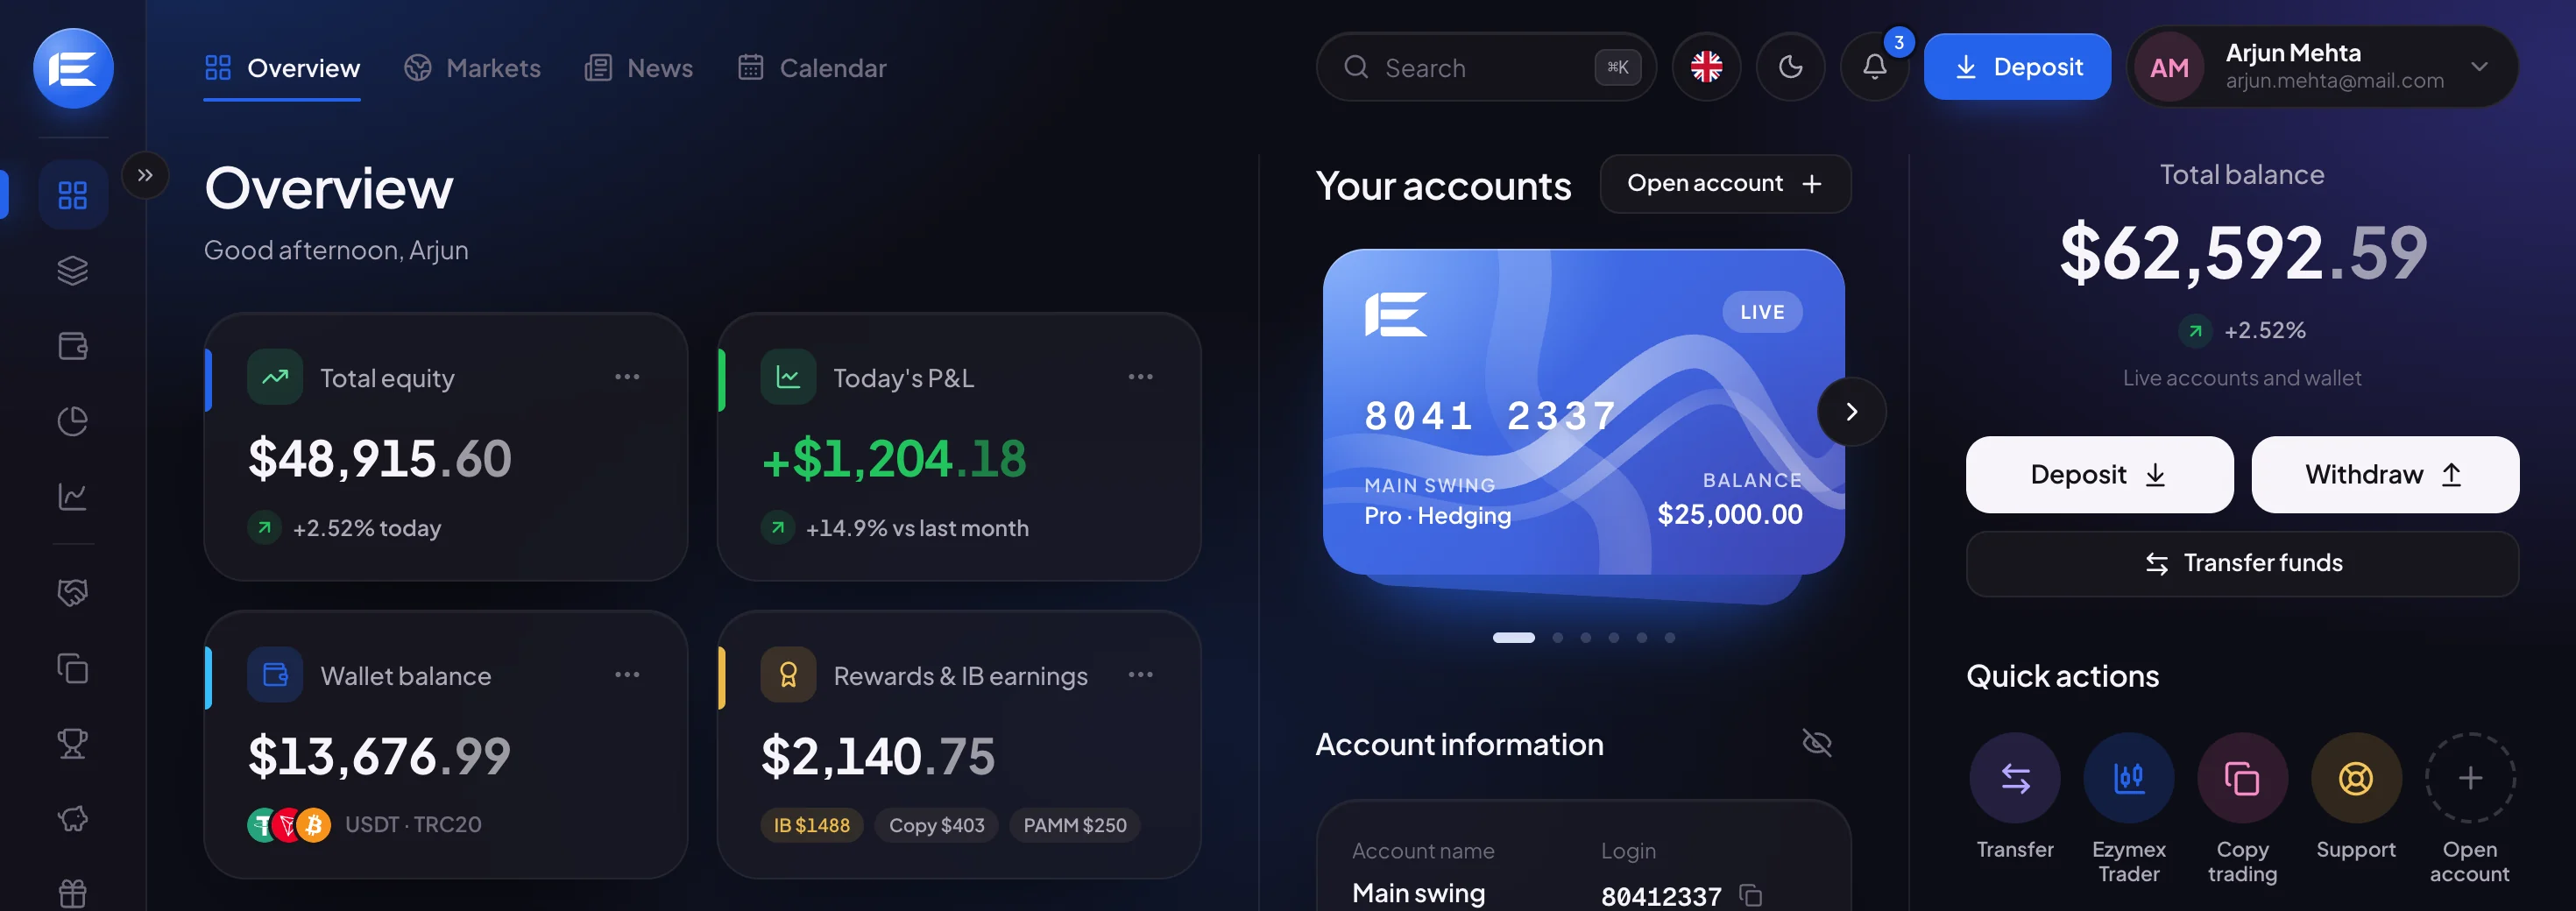 Overview
Markets
News
Calendar
Search
⌘K
3
Deposit
AM
Arjun Mehta
arjun.mehta@mail.com
Overview
Good afternoon, Arjun
Total equity
$48,915.60
+2.52% today
Today's P&L
+$1,204.18
+14.9% vs last month
Wallet balance
$13,676.99
USDT · TRC20
Rewards & IB earnings
$2,140.75
IB $1488
Copy $403
PAMM $250
Your accounts
Open account
LIVE
8041 2337
MAIN SWING
Pro · Hedging
BALANCE
$25,000.00
Account information
Account name
Main swing
Login
80412337
Total balance
$62,592.59
+2.52%
Live accounts and wallet
Deposit
Withdraw
Transfer funds
Quick actions
Transfer
Ezymex
Trader
Copy
trading
Support
Open
account